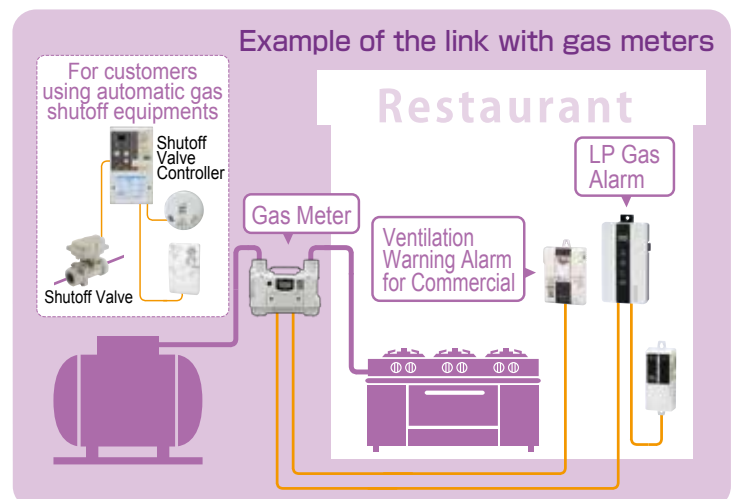 Example of the link with gas meters
For customers
using automatic gas
shutoff equipments
Shutoff
Valve
Controller
Shutoff Valve
Restaurant
Gas Meter
Ventilation
Warning Alarm
for Commercial
LP Gas
Alarm